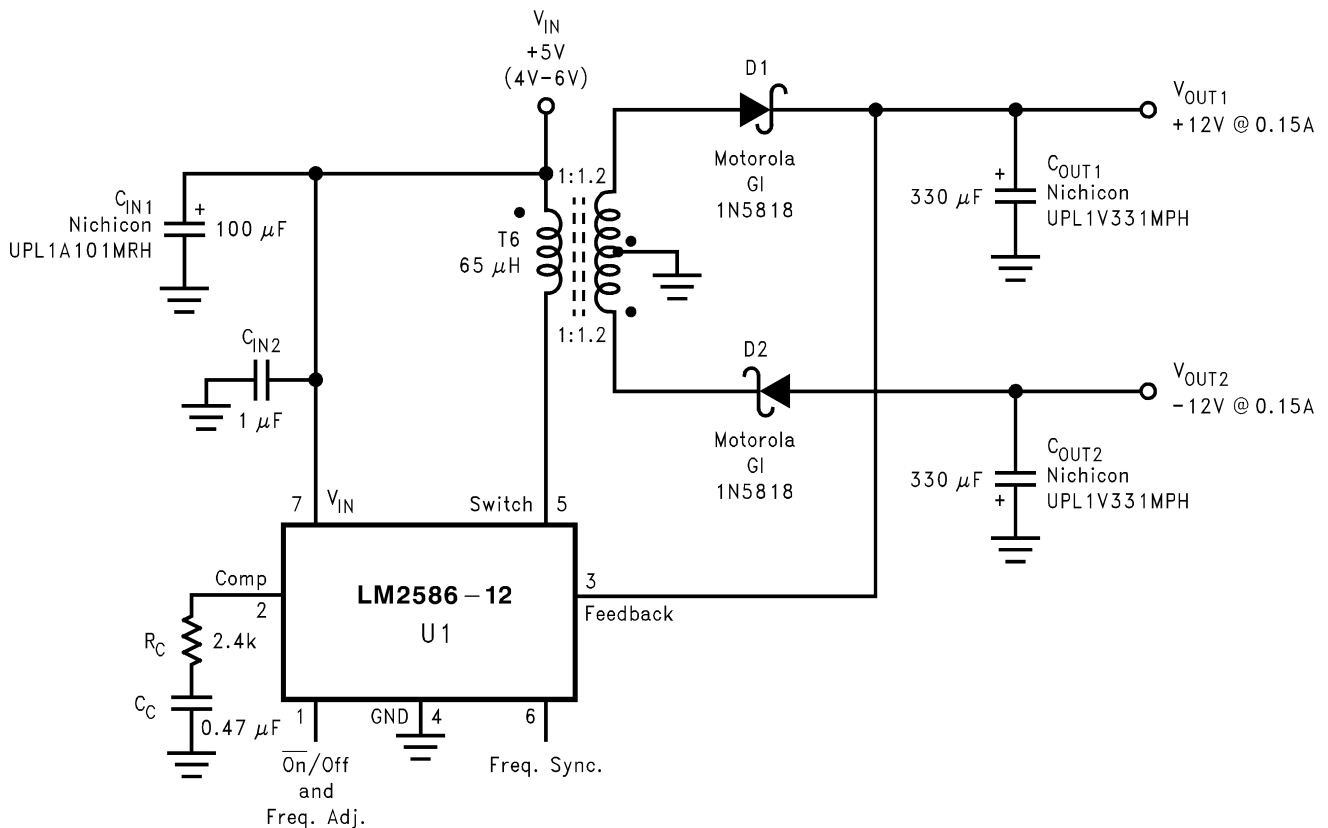 V_IN
+5V
(4V-6V)
D1
V_OUT1
+12V @ 0.15A
Motorola
GI
1N5818
C_IN1
Nichicon
UPL1A101MRH
+
100 μF
1:1.2
T6
65 μH
1:1.2
330 μF
+
C_OUT1
Nichicon
UPL1V331MPH
C_IN2
1 μF
D2
V_OUT2
-12V @ 0.15A
Motorola
GI
1N5818
330 μF
+
C_OUT2
Nichicon
UPL1V331MPH
7
V_IN
Switch
5
Comp
2
LM2586-12
U1
3
Feedback
R_C
2.4k
C_C
0.47 μF
1
GND
4
6
O̅n̅/Off
and
Freq. Adj.
Freq. Sync.